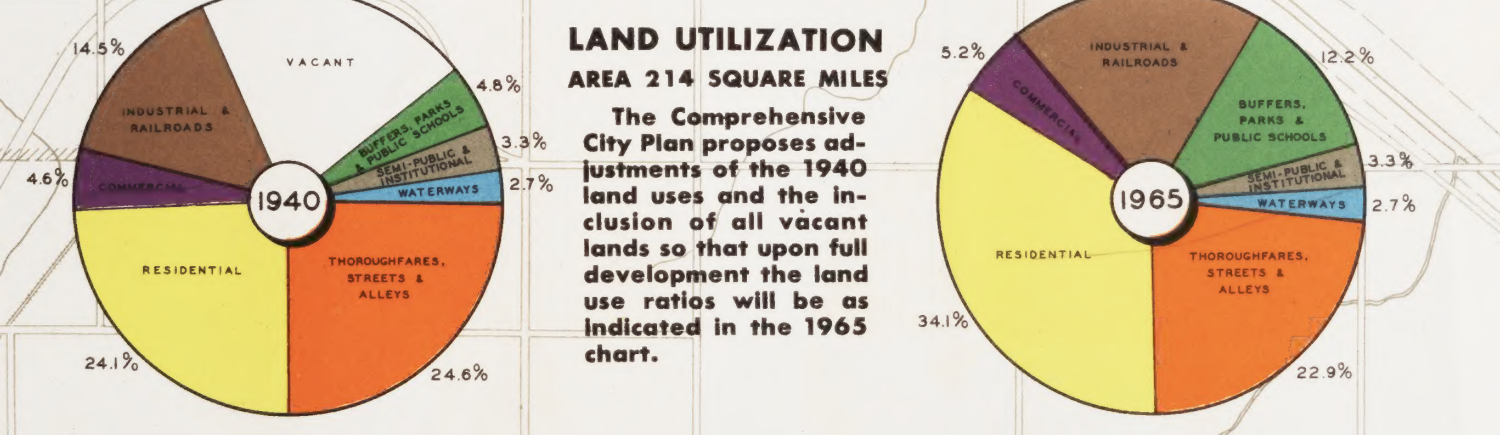 14.5%
VACANT
INDUSTRIAL &
RAILROADS
4.8%
BUFFERS, PARKS
& PUBLIC SCHOOLS
3.3%
SEMI-PUBLIC &
INSTITUTIONAL
4.6%
COMMERCIAL
WATERWAYS
2.7%
1940
RESIDENTIAL
THOROUGHFARES,
STREETS &
ALLEYS
24.1%
24.6%
LAND UTILIZATION
AREA 214 SQUARE MILES
The Comprehensive
City Plan proposes ad-
justments of the 1940
land uses and the in-
clusion of all vacant
lands so that upon full
development the land
use ratios will be as
indicated in the 1965
chart.
5.2%
INDUSTRIAL &
RAILROADS
12.2%
COMMERCIAL
BUFFERS,
PARKS &
PUBLIC SCHOOLS
3.3%
SEMI-PUBLIC &
INSTITUTIONAL
WATERWAYS
2.7%
1965
RESIDENTIAL
THOROUGHFARES,
STREETS &
ALLEYS
34.1%
22.9%